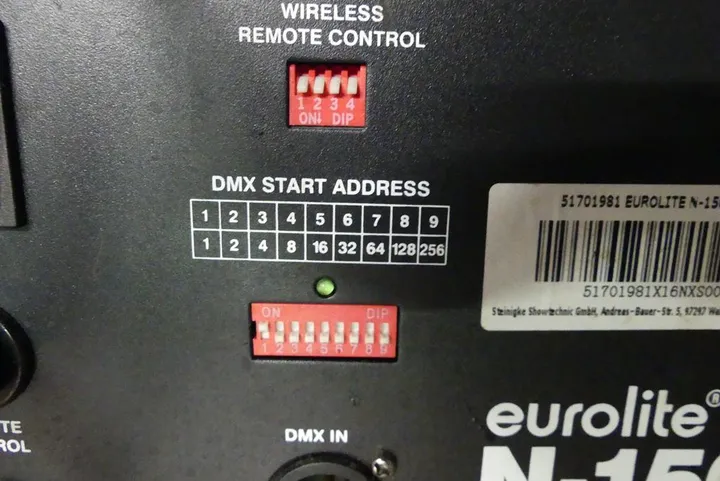 WIRELESS
REMOTE CONTROL
1 2 3 4
ON↓ DIP
DMX START ADDRESS
1 2 3 4 5 6 7 8 9
1 2 4 8 16 32 64 128 256
51701981 EUROLITE N-150
51701981X16NXS00
Steinigke Showtechnic GmbH, Andreas-Bauer-Str. 5, 97297 Wa
ON DIP
1 2 3 4 5 6 7 8 9
TE
ROL
DMX IN
eurolite®
N-150